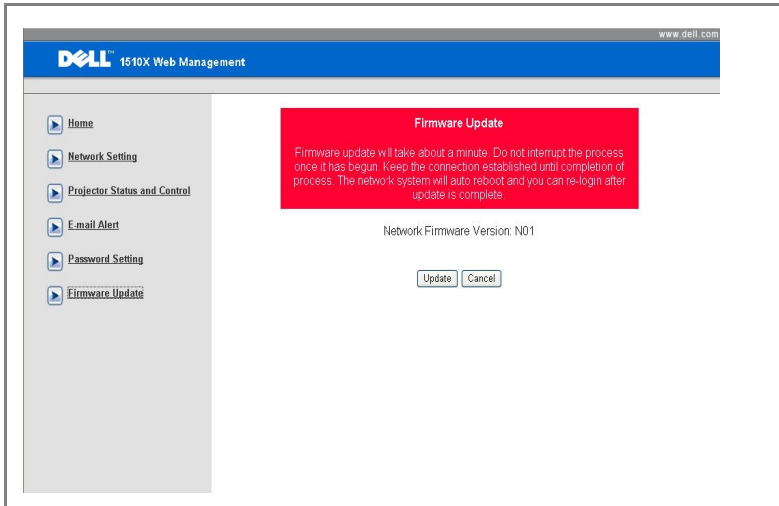 www.dell.com
DELL™ 1510X Web Management
Home
Network Setting
Projector Status and Control
E-mail Alert
Password Setting
Firmware Update
Firmware Update
Firmware update will take about a minute. Do not interrupt the process
once it has begun. Keep the connection established until completion of
process. The network system will auto reboot and you can re-login after
update is complete.
Network Firmware Version: N01
Update Cancel